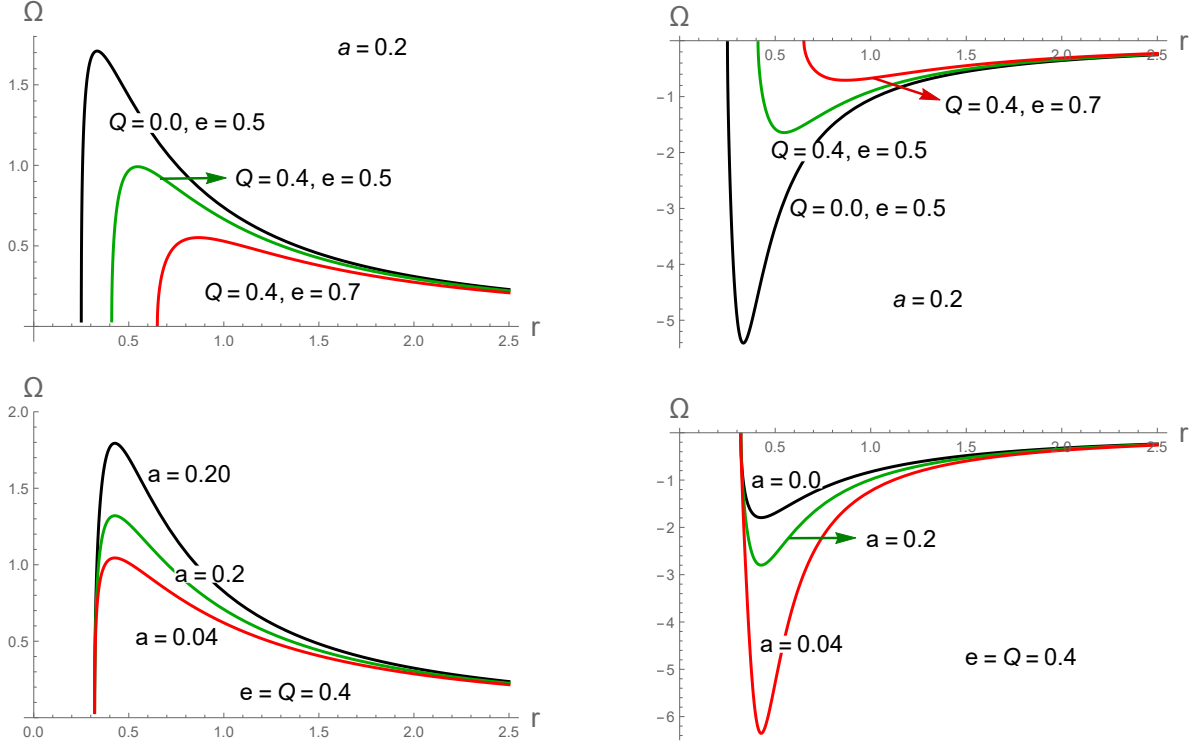 Ω
a = 0.2
1.5
Q = 0.0, e = 0.5
1.0
Q = 0.4, e = 0.5
0.5
Q = 0.4, e = 0.7
r
0.5 1.0 1.5 2.0 2.5
Ω
r
0.5 1.0 1.5 2.0 2.5
-1
Q = 0.4, e = 0.7
Q = 0.4, e = 0.5
-2
Q = 0.0, e = 0.5
-3
-4
a = 0.2
-5
Ω
2.0
a = 0.20
1.5
1.0
a = 0.2
a = 0.04
0.5
e = Q = 0.4
r
0.0 0.5 1.0 1.5 2.0 2.5
Ω
r
0.5 1.0 1.5 2.0 2.5
a = 0.0
-1
-2
a = 0.2
-3
-4
a = 0.04
e = Q = 0.4
-5
-6